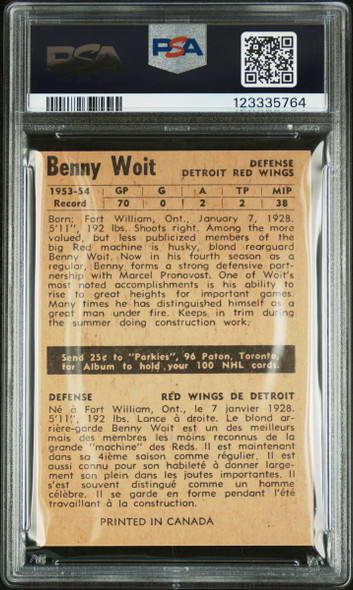 PSA
PSA
123335764
Benny Woit
DEFENSE
DETROIT RED WINGS
1953-54 GP G A TP MIP
Record 70 0 2 2 38
Born: Fort William, Ont., January 7, 1928.
5'11", 192 lbs. Shoots right. Among the more
valued, but less publicized members of the
big Red machine is husky, blond rearguard
Benny Woit. Now in his fourth season as a
regular, Benny forms a strong defensive part-
nership with Marcel Pronovost. One of Woit's
most noted accomplishments is his ability to
rise to great heights for important games.
Many times he has distinguished himself as a
great man under fire. Keeps in trim during
the summer doing construction work.
Send 25¢ to "Parkies", 96 Paton, Toronto,
for Album to hold your 100 NHL cards.
DEFENSE RED WINGS DE DETROIT
Né à Fort William, Ont., le 7 janvier 1928.
5'11", 192 lbs. Lance à droite. Le blond ar-
rière-garde Benny Woit est un des meilleurs
mais des membres les moins reconnus de la
grande "machine" des Reds. Il est maintenant
dans sa 4ième saison comme régulier. Il est
aussi connu pour son habileté à donner large-
ment son plein dans les joutes importantes. Il
s'est souvent distingué comme un homme
célèbre. Il se garde en forme pendant l'été
travaillant à la construction.
PRINTED IN CANADA